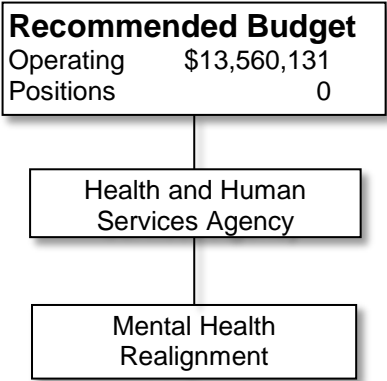 Recommended Budget
Operating $13,560,131
Positions 0
Health and Human
Services Agency
Mental Health
Realignment